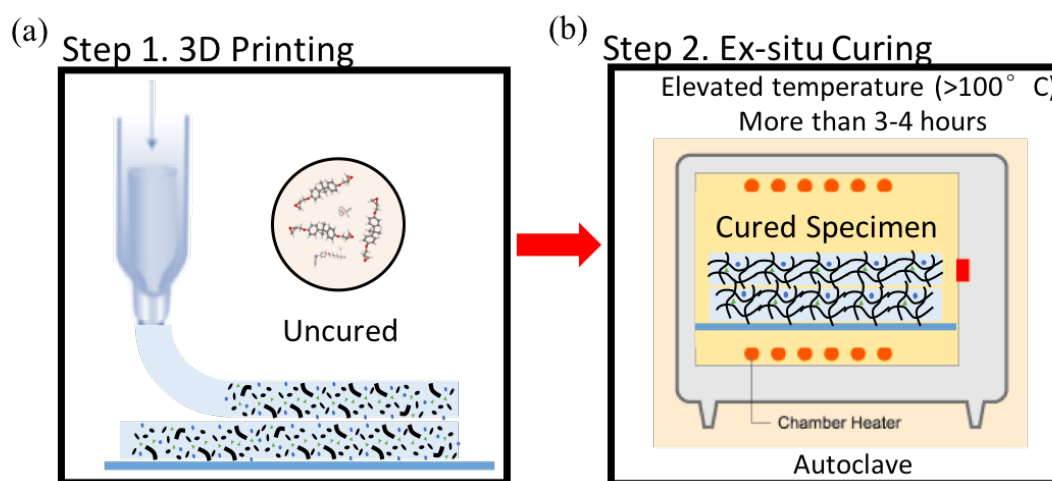 (a)
Step 1. 3D Printing
Uncured
(b)
Step 2. Ex-situ Curing
Elevated temperature (>100° C)
More than 3-4 hours
Cured Specimen
Chamber Heater
Autoclave